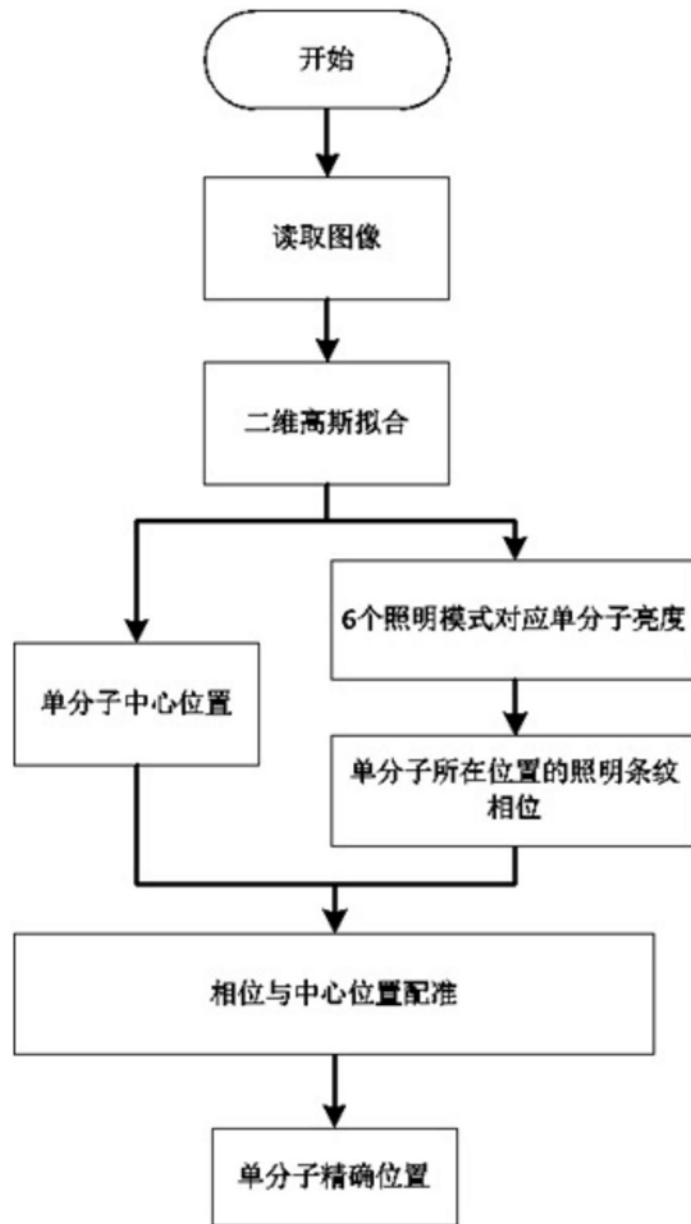 开始
读取图像
二维高斯拟合
6个照明模式对应单分子亮度
单分子中心位置
单分子所在位置的照明条纹
相位
相位与中心位置配准
单分子精确位置